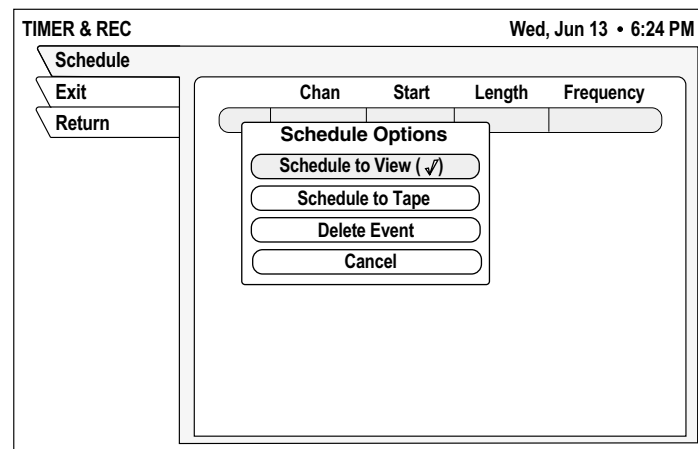 TIMER & REC Wed, Jun 13 • 6:24 PM
Schedule
Exit
Return
Chan Start Length Frequency
Schedule Options
Schedule to View ( √)
Schedule to Tape
Delete Event
Cancel